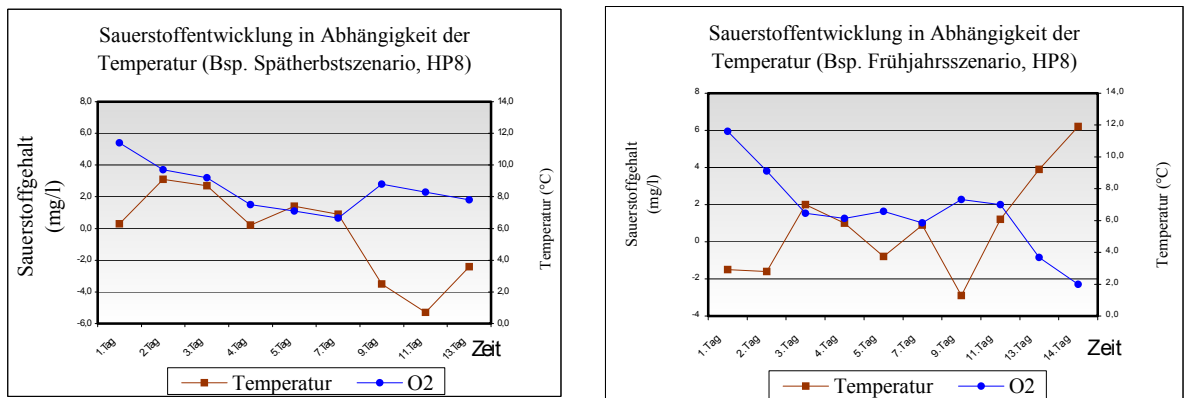 Sauerstoffentwicklung in Abhängigkeit der
Temperatur (Bsp. Spätherbstszenario, HP8)
Sauerstoffgehalt
(mg/l)
8,0
6,0
4,0
2,0
0,0
-2,0
-4,0
-6,0
14,0
12,0
10,0
8,0
6,0
4,0
2,0
0,0
Temperatur (°C)
1.Tag
2.Tag
3.Tag
4.Tag
5.Tag
7.Tag
9.Tag
11.Tag
13.Tag
Zeit
Temperatur
O2
Sauerstoffentwicklung in Abhängigkeit der
Temperatur (Bsp. Frühjahrsszenario, HP8)
Sauerstoffgehalt
(mg/l)
8
6
4
2
0
-2
-4
14,0
12,0
10,0
8,0
6,0
4,0
2,0
0,0
Temperatur (°C)
1.Tag
2.Tag
3.Tag
4.Tag
5.Tag
7.Tag
9.Tag
11.Tag
13.Tag
14.Tag
Zeit
Temperatur
O2